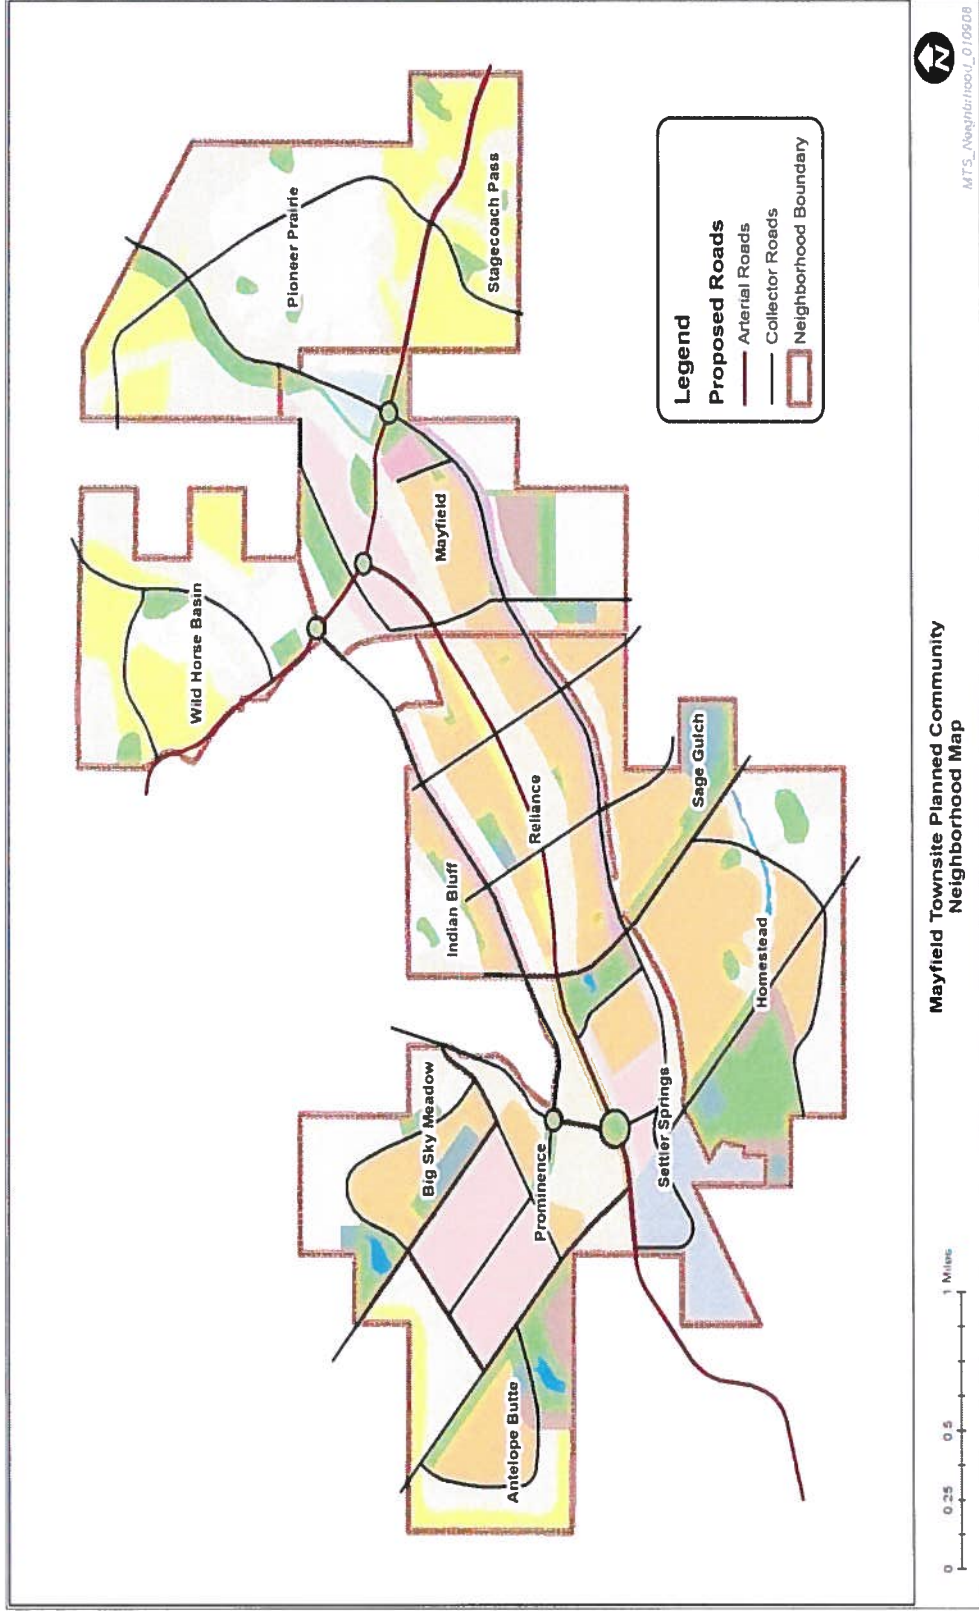 Wild Horse Basin
Pioneer Prairie
Stagecoach Pass
Mayfield
Indian Bluff
Reliance
Sage Gulch
Homestead
Big Sky Meadow
Prominence
Settler Springs
Antelope Butte
Legend
Proposed Roads
Arterial Roads
Collector Roads
Neighborhood Boundary
0 0.25 0.5 1 Miles
Mayfield Townsite Planned Community
Neighborhood Map
N
MTS_Neighborhood_010908